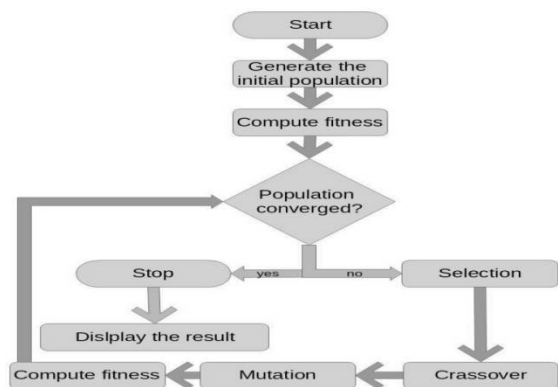 Start
Generate the
initial population
Compute fitness
Population
converged?
yes
no
Stop
Selection
Dislplay the result
Compute fitness
Mutation
Crassover